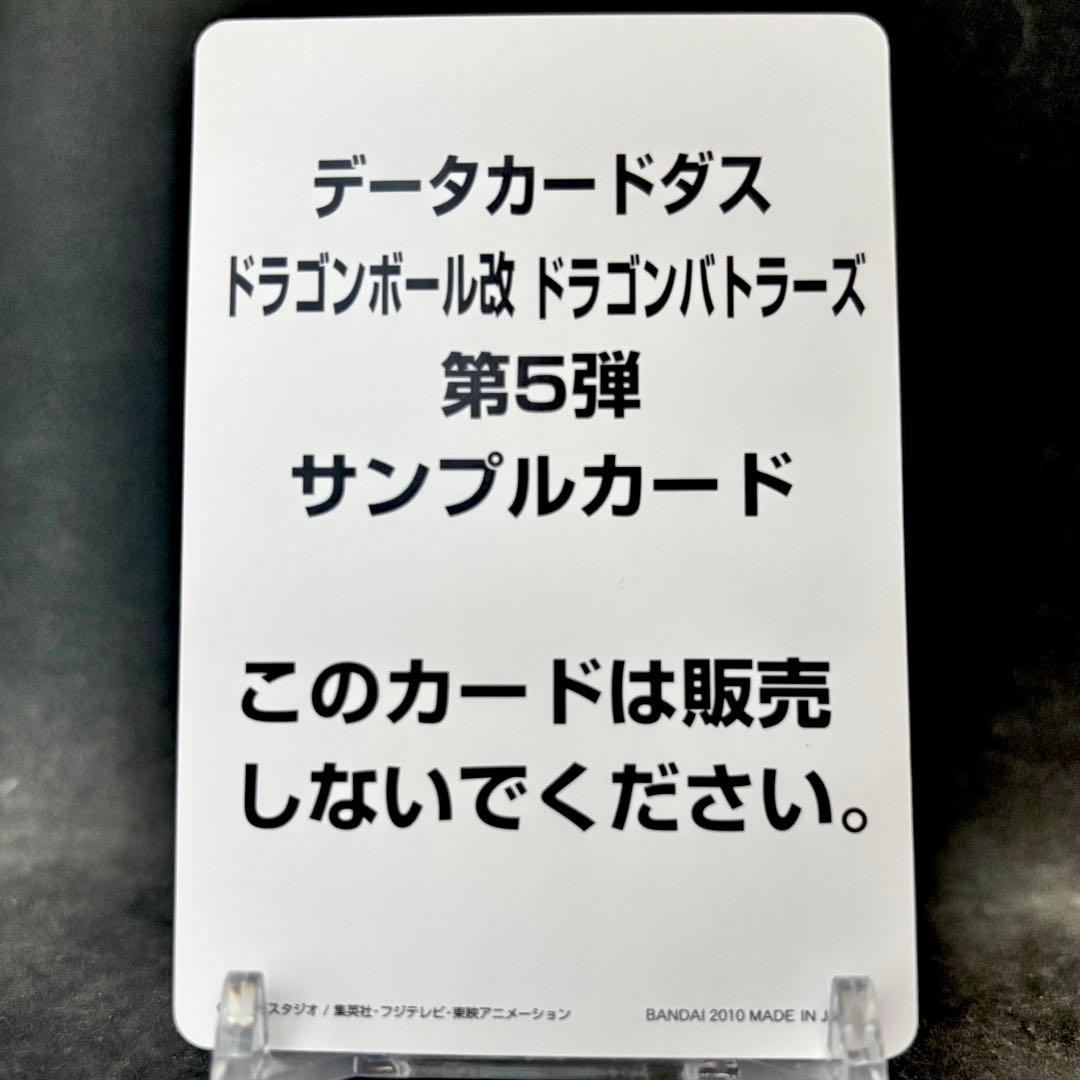 データカードダス
ドラゴンボール改 ドラゴンバトラーズ
第5弾
サンプルカード
このカードは販売
しないでください。
スタジオ / 集英社・フジテレビ・東映アニメーション
BANDAI 2010 MADE IN